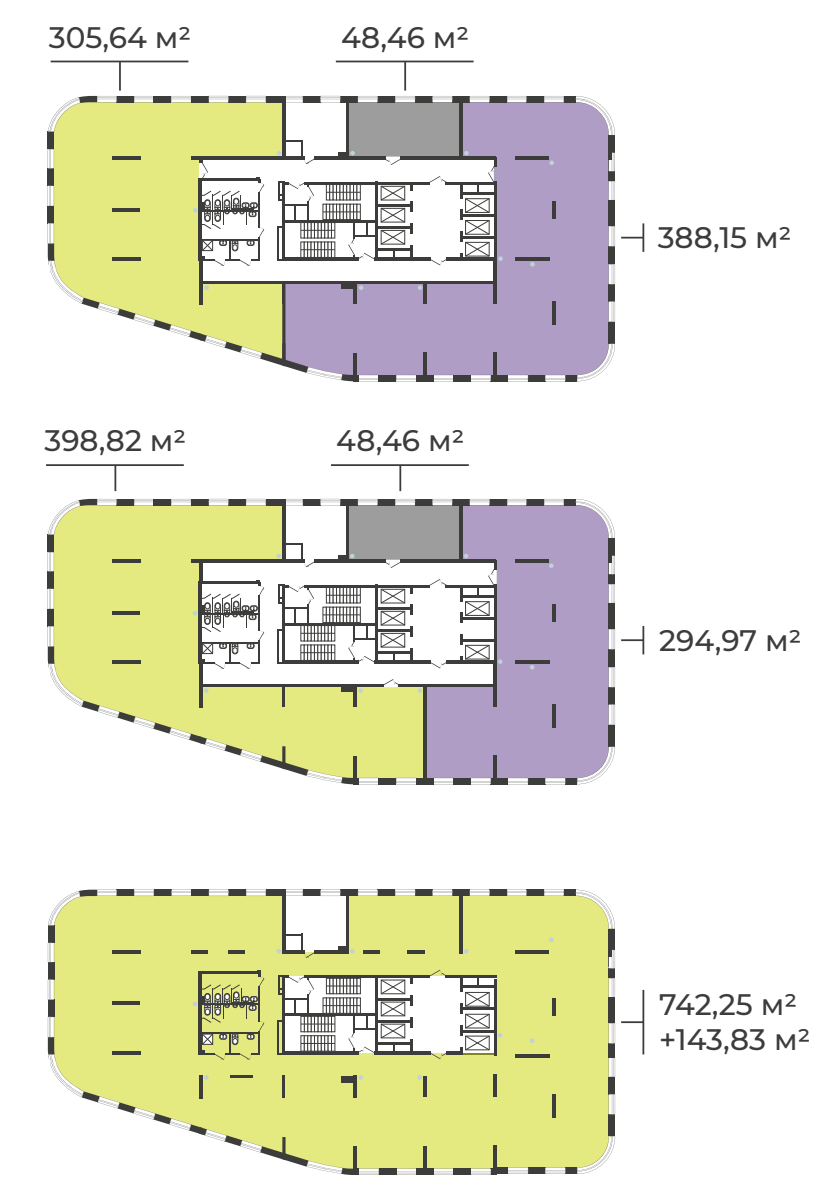 305,64 м²
48,46 м²
388,15 м²
398,82 м²
48,46 м²
294,97 м²
742,25 м²
+143,83 м²